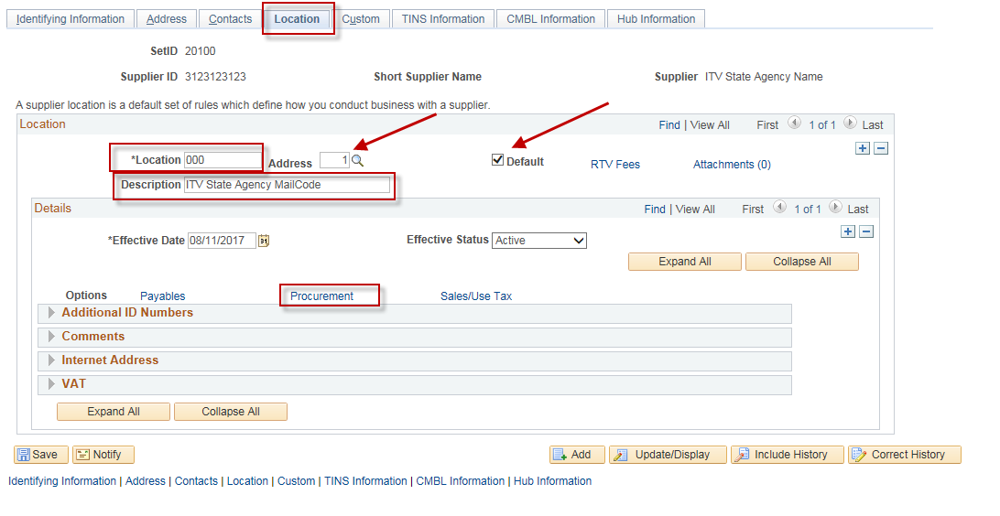 Identifying Information Address Contacts Location Custom TINS Information CMBL Information Hub Information
SetID 20100
Supplier ID 3123123123 Short Supplier Name Supplier ITV State Agency Name
A supplier location is a default set of rules which define how you conduct business with a supplier.
Location Find | View All First 1 of 1 Last
*Location 000 Address 1 Default RTV Fees Attachments (0)
Description ITV State Agency MailCode
Details Find | View All First 1 of 1 Last
*Effective Date 08/11/2017 31 Effective Status Active
Expand All Collapse All
Options Payables Procurement Sales/Use Tax
Additional ID Numbers
Comments
Internet Address
VAT
Expand All Collapse All
Save Notify Add Update/Display Include History Correct History
Identifying Information | Address | Contacts | Location | Custom | TINS Information | CMBL Information | Hub Information